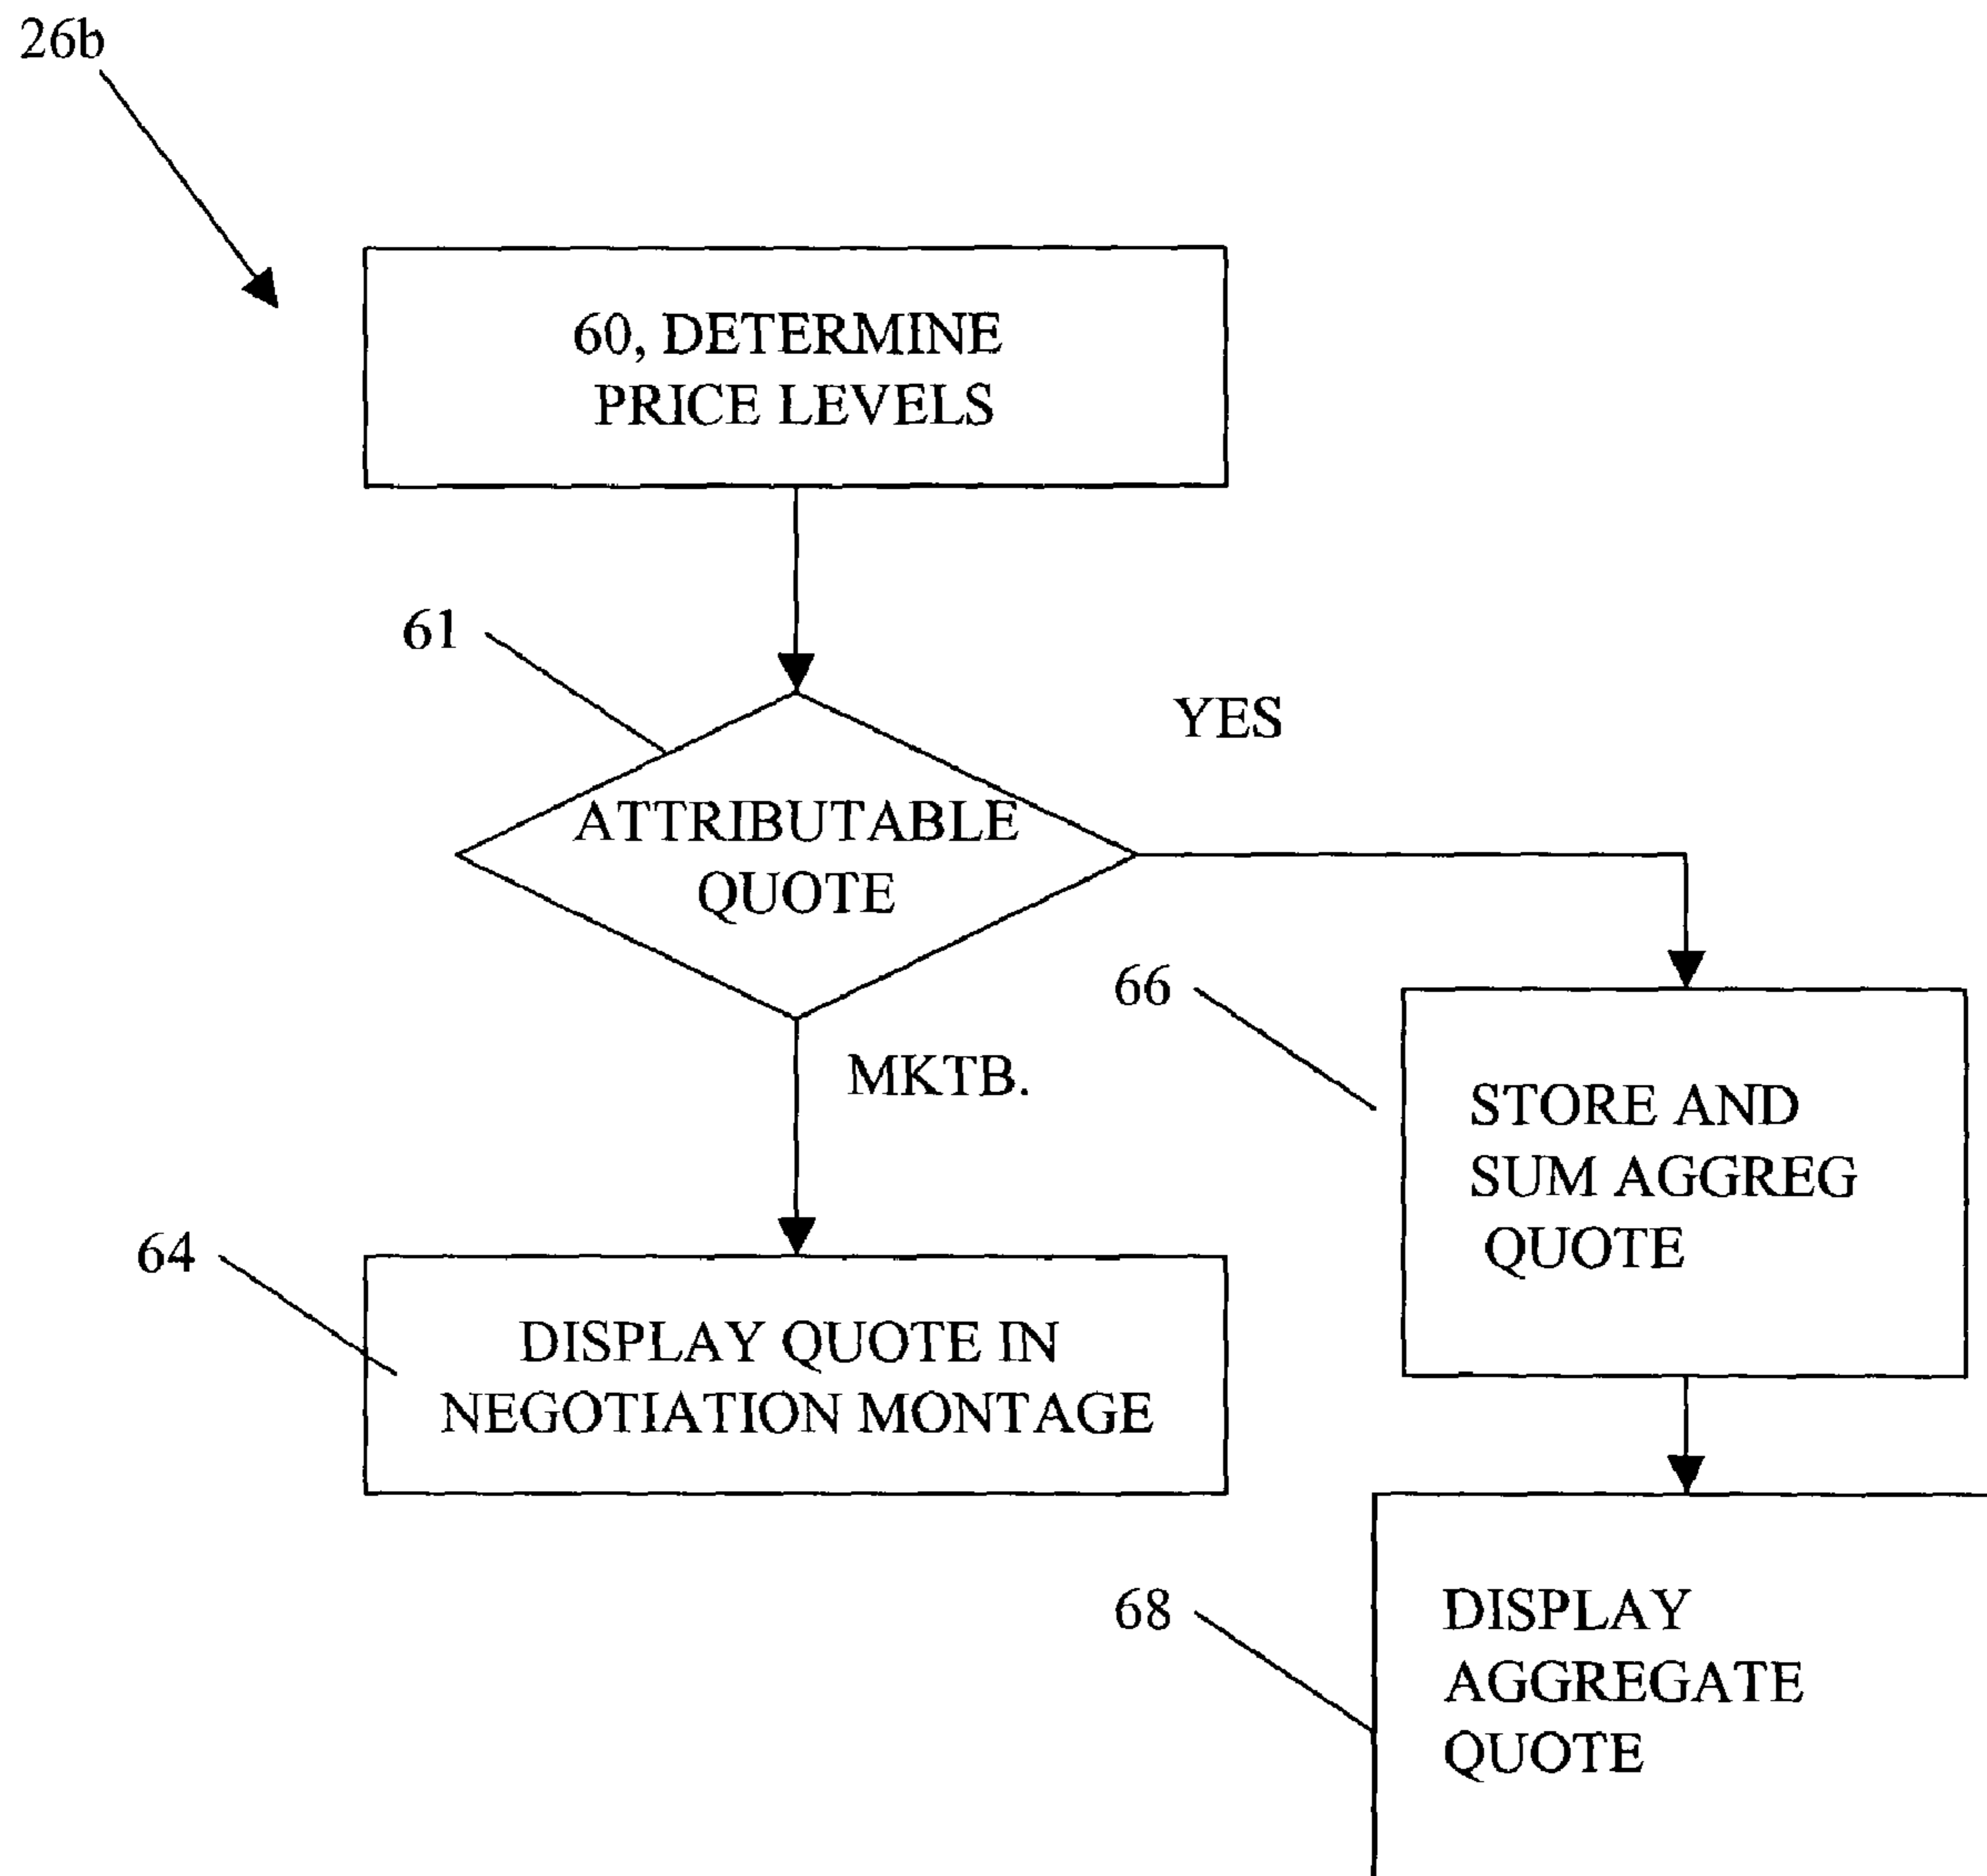 26b
60, DETERMINE
PRICE LEVELS
61
YES
ATTRIBUTABLE
QUOTE
66
MKTB.
STORE AND
SUM AGGREG
QUOTE
64
DISPLAY QUOTE IN
NEGOTIATION MONTAGE
68
DISPLAY
AGGREGATE
QUOTE